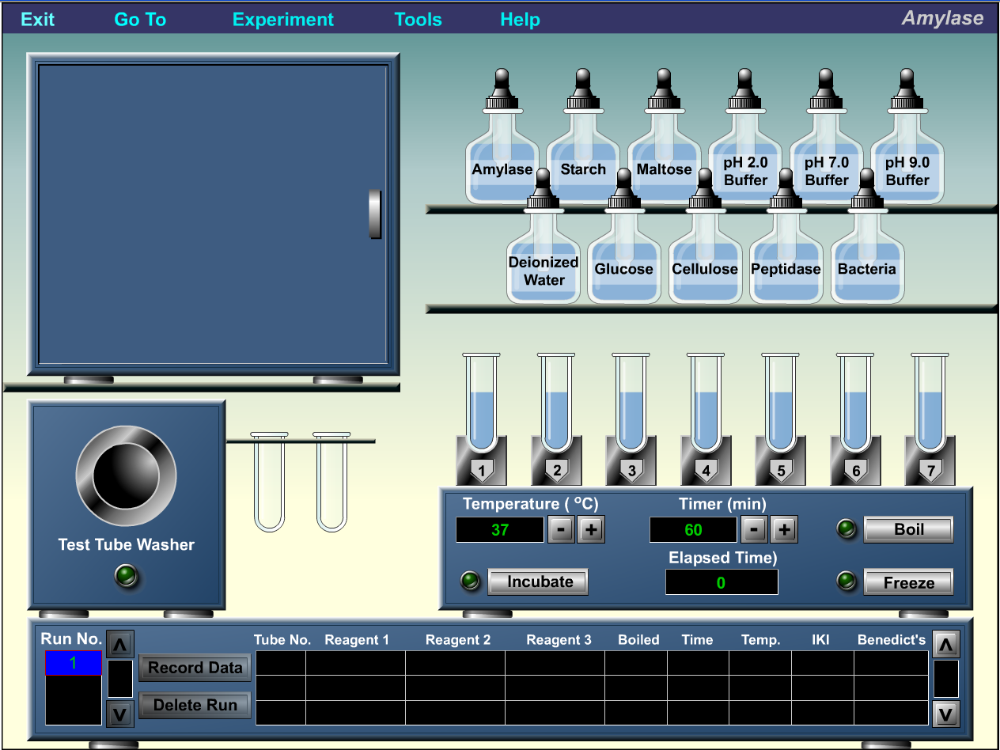 Exit Go To Experiment Tools Help Amylase
Amylase Starch Maltose pH 2.0 Buffer pH 7.0 Buffer pH 9.0 Buffer
Deionized Water Glucose Cellulose Peptidase Bacteria
1 2 3 4 5 6 7
Temperature ( °C) Timer (min)
37 - + 60 - + Boil
Elapsed Time)
Incubate 0 Freeze
Test Tube Washer
Run No. Λ Tube No. Reagent 1 Reagent 2 Reagent 3 Boiled Time Temp. IKI Benedict's Λ
1
Record Data
Delete Run
V V